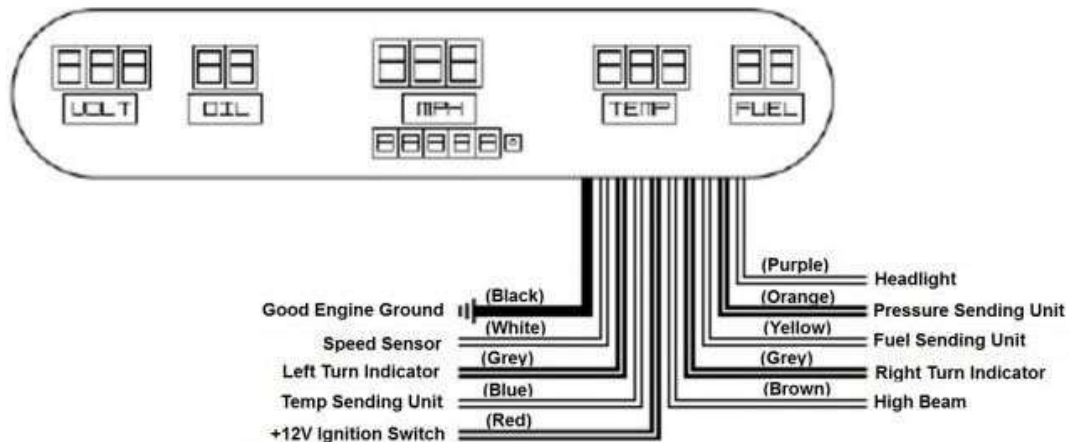 VOLT
OIL
MPH
TEMP
FUEL
(Black)
Good Engine Ground
(White)
Speed Sensor
(Grey)
Left Turn Indicator
(Blue)
Temp Sending Unit
(Red)
+12V Ignition Switch
(Purple)
Headlight
(Orange)
Pressure Sending Unit
(Yellow)
Fuel Sending Unit
(Grey)
Right Turn Indicator
(Brown)
High Beam